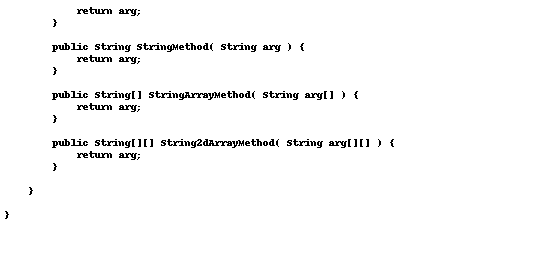 return arg;
        }

        public String StringMethod( String arg ) {
            return arg;
        }

        public String[] StringArrayMethod( String arg[] ) {
            return arg;
        }

        public String[][] String2dArrayMethod( String arg[][] ) {
            return arg;
        }

    }

}